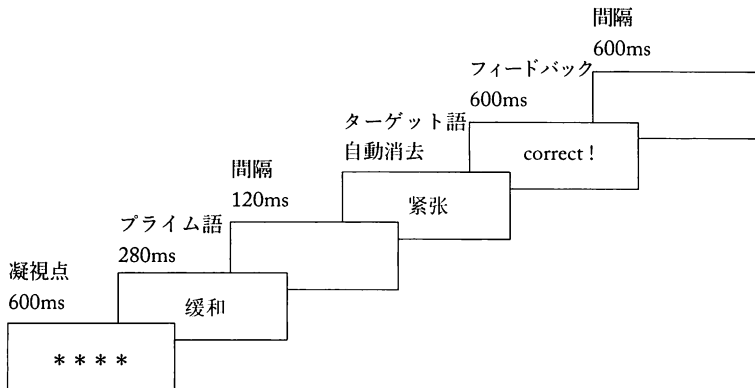 凝視点
600ms
＊＊＊＊
プライム語
280ms
缓和
間隔
120ms
ターゲット語
自動消去
紧张
フィードバック
600ms
correct !
間隔
600ms